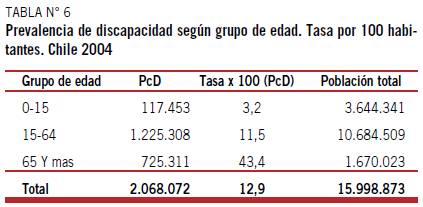 TABLA N° 6
Prevalencia de discapacidad según grupo de edad. Tasa por 100 habi-
tantes. Chile 2004
Grupo de edad PcD Tasa x 100 (PcD) Población total
0-15 117.453 3,2 3.644.341
15-64 1.225.308 11,5 10.684.509
65 Y mas 725.311 43,4 1.670.023
Total 2.068.072 12,9 15.998.873